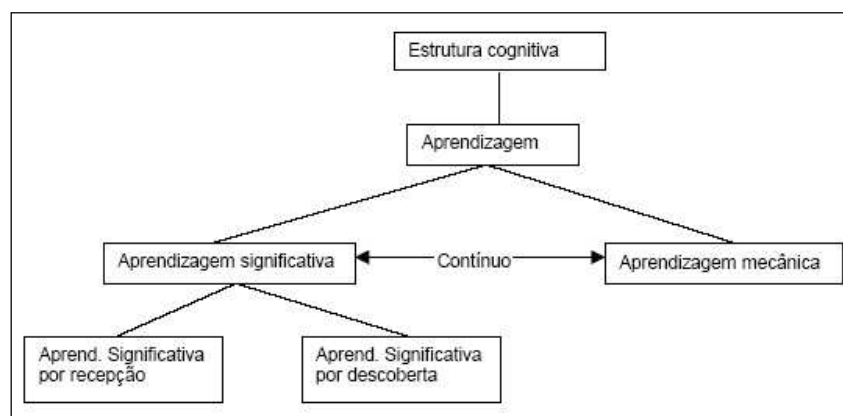 Estrutura cognitiva
Aprendizagem
Aprendizagem significativa
Contínuo
Aprendizagem mecânica
Aprend. Significativa
por recepção
Aprend. Significativa
por descoberta